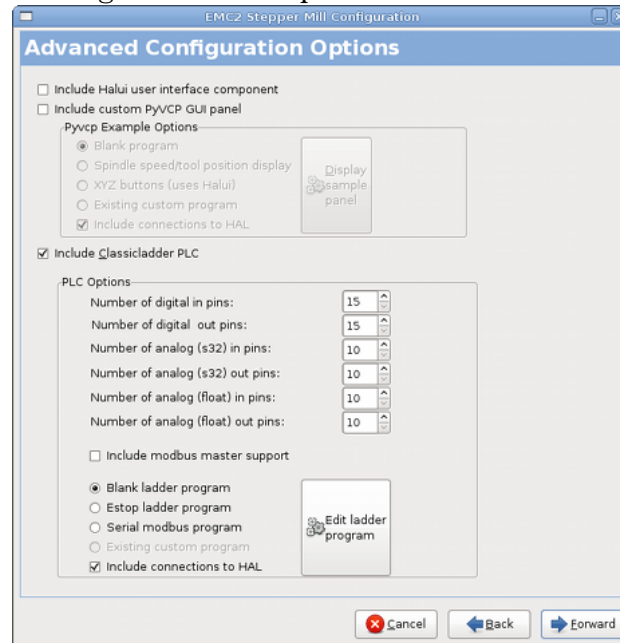 EMC2 Stepper Mill Configuration
Advanced Configuration Options
Include Halui user interface component
Include custom PyVCP GUI panel
Pyvcp Example Options
Blank program
Spindle speed/tool position display
XYZ buttons (uses Halui)
Existing custom program
Include connections to HAL
Display
sample
panel
Include Classicladder PLC
PLC Options
Number of digital in pins: 15
Number of digital out pins: 15
Number of analog (s32) in pins: 10
Number of analog (s32) out pins: 10
Number of analog (float) in pins: 10
Number of analog (float) out pins: 10
Include modbus master support
Blank ladder program
Estop ladder program
Serial modbus program
Existing custom program
Include connections to HAL
Edit ladder
program
Cancel Back Forward